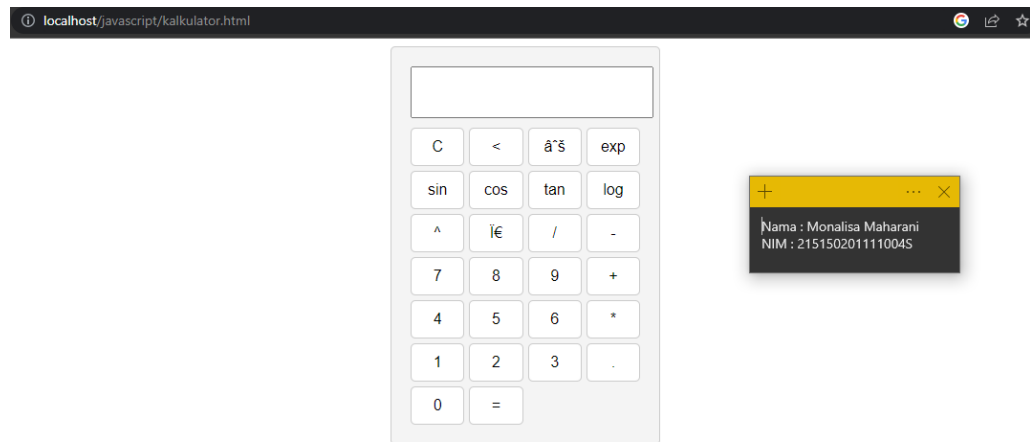 localhost/javascript/kalkulator.html
C < âˆš exp
sin cos tan log
^ Ï€ / -
7 8 9 +
4 5 6 *
1 2 3 .
0 =
Nama : Monalisa Maharani
NIM : 215150201111004S